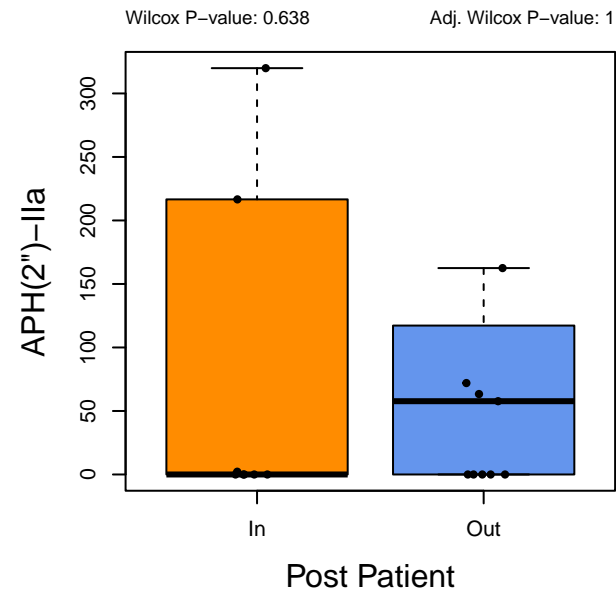 Wilcox P−value: 0.638
Adj. Wilcox P−value: 1
APH(2")−IIa
300
250
200
150
100
50
0
In
Out
Post Patient